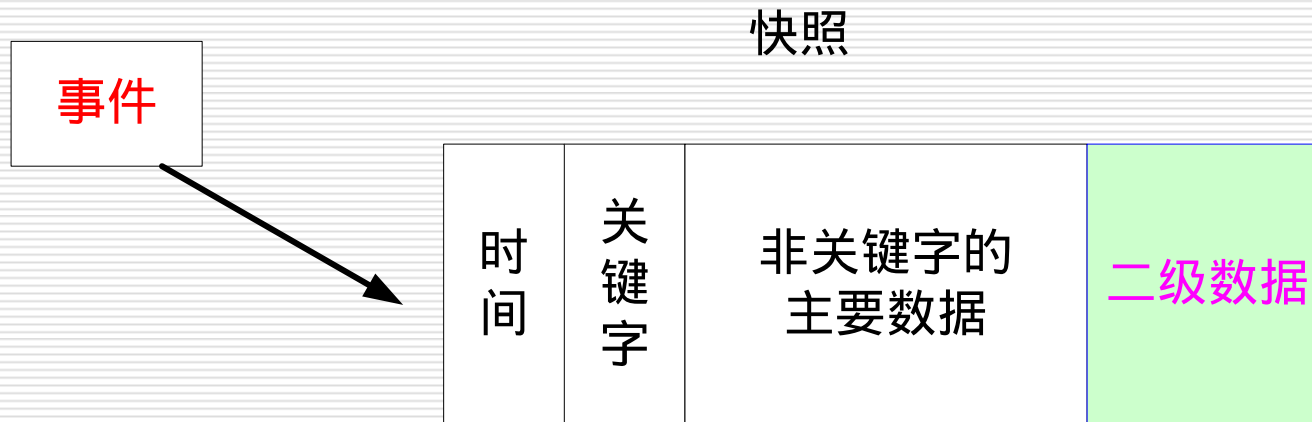 快照
事件
时间
关键字
非关键字的
主要数据
二级数据